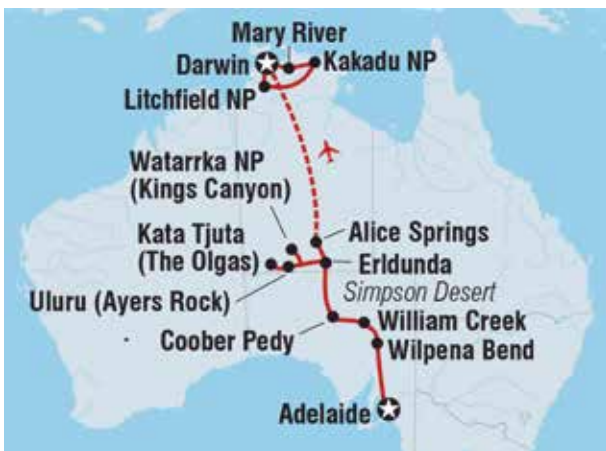 Mary River
Darwin
Kakadu NP
Litchfield NP
Watarrka NP
(Kings Canyon)
Kata Tjuta
(The Olgas)
Alice Springs
Erldunda
Uluru (Ayers Rock)
Simpson Desert
Coober Pedy
William Creek
Wilpena Bend
Adelaide